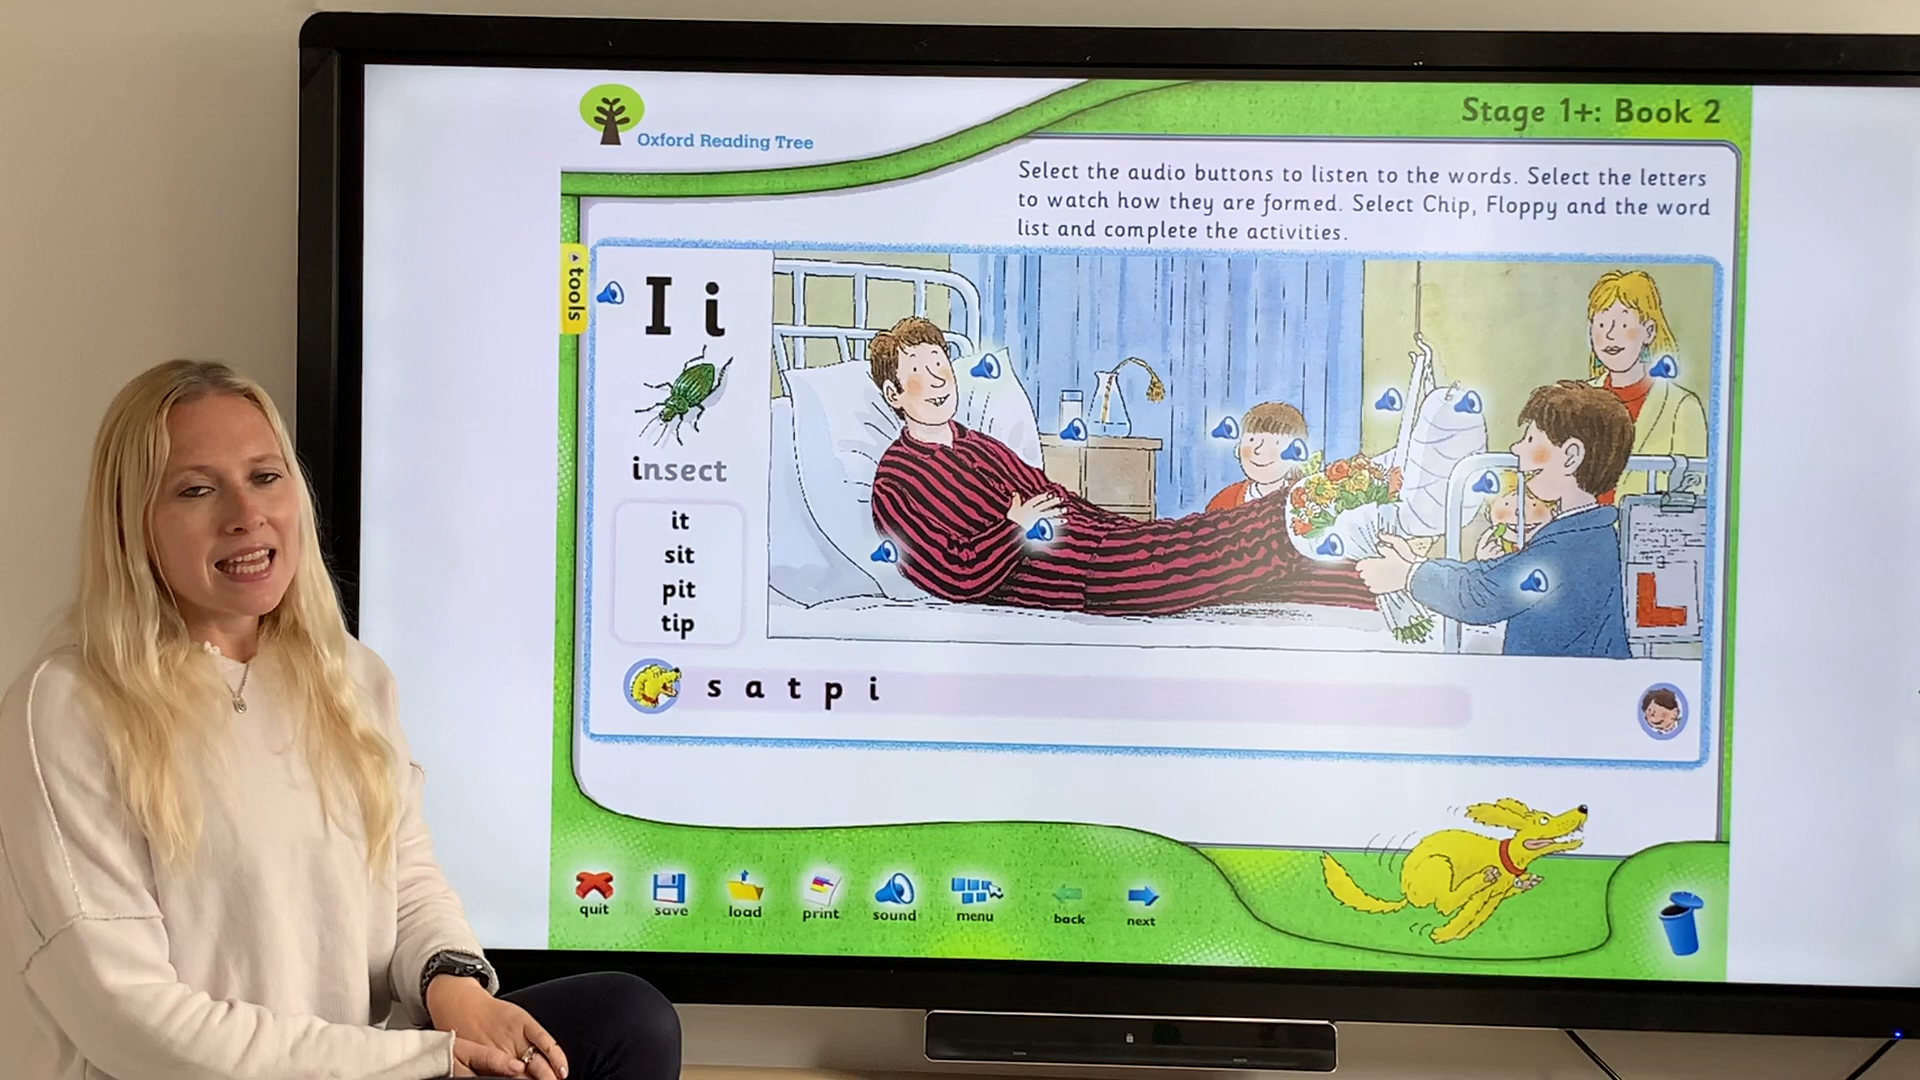 Oxford Reading Tree
Stage 1+: Book 2
Select the audio buttons to listen to the words. Select the letters
to watch how they are formed. Select Chip, Floppy and the word
list and complete the activities.
tools
I i
insect
it
sit
pit
tip
L
s a t p i
quit
save
load
print
sound
menu
back
next